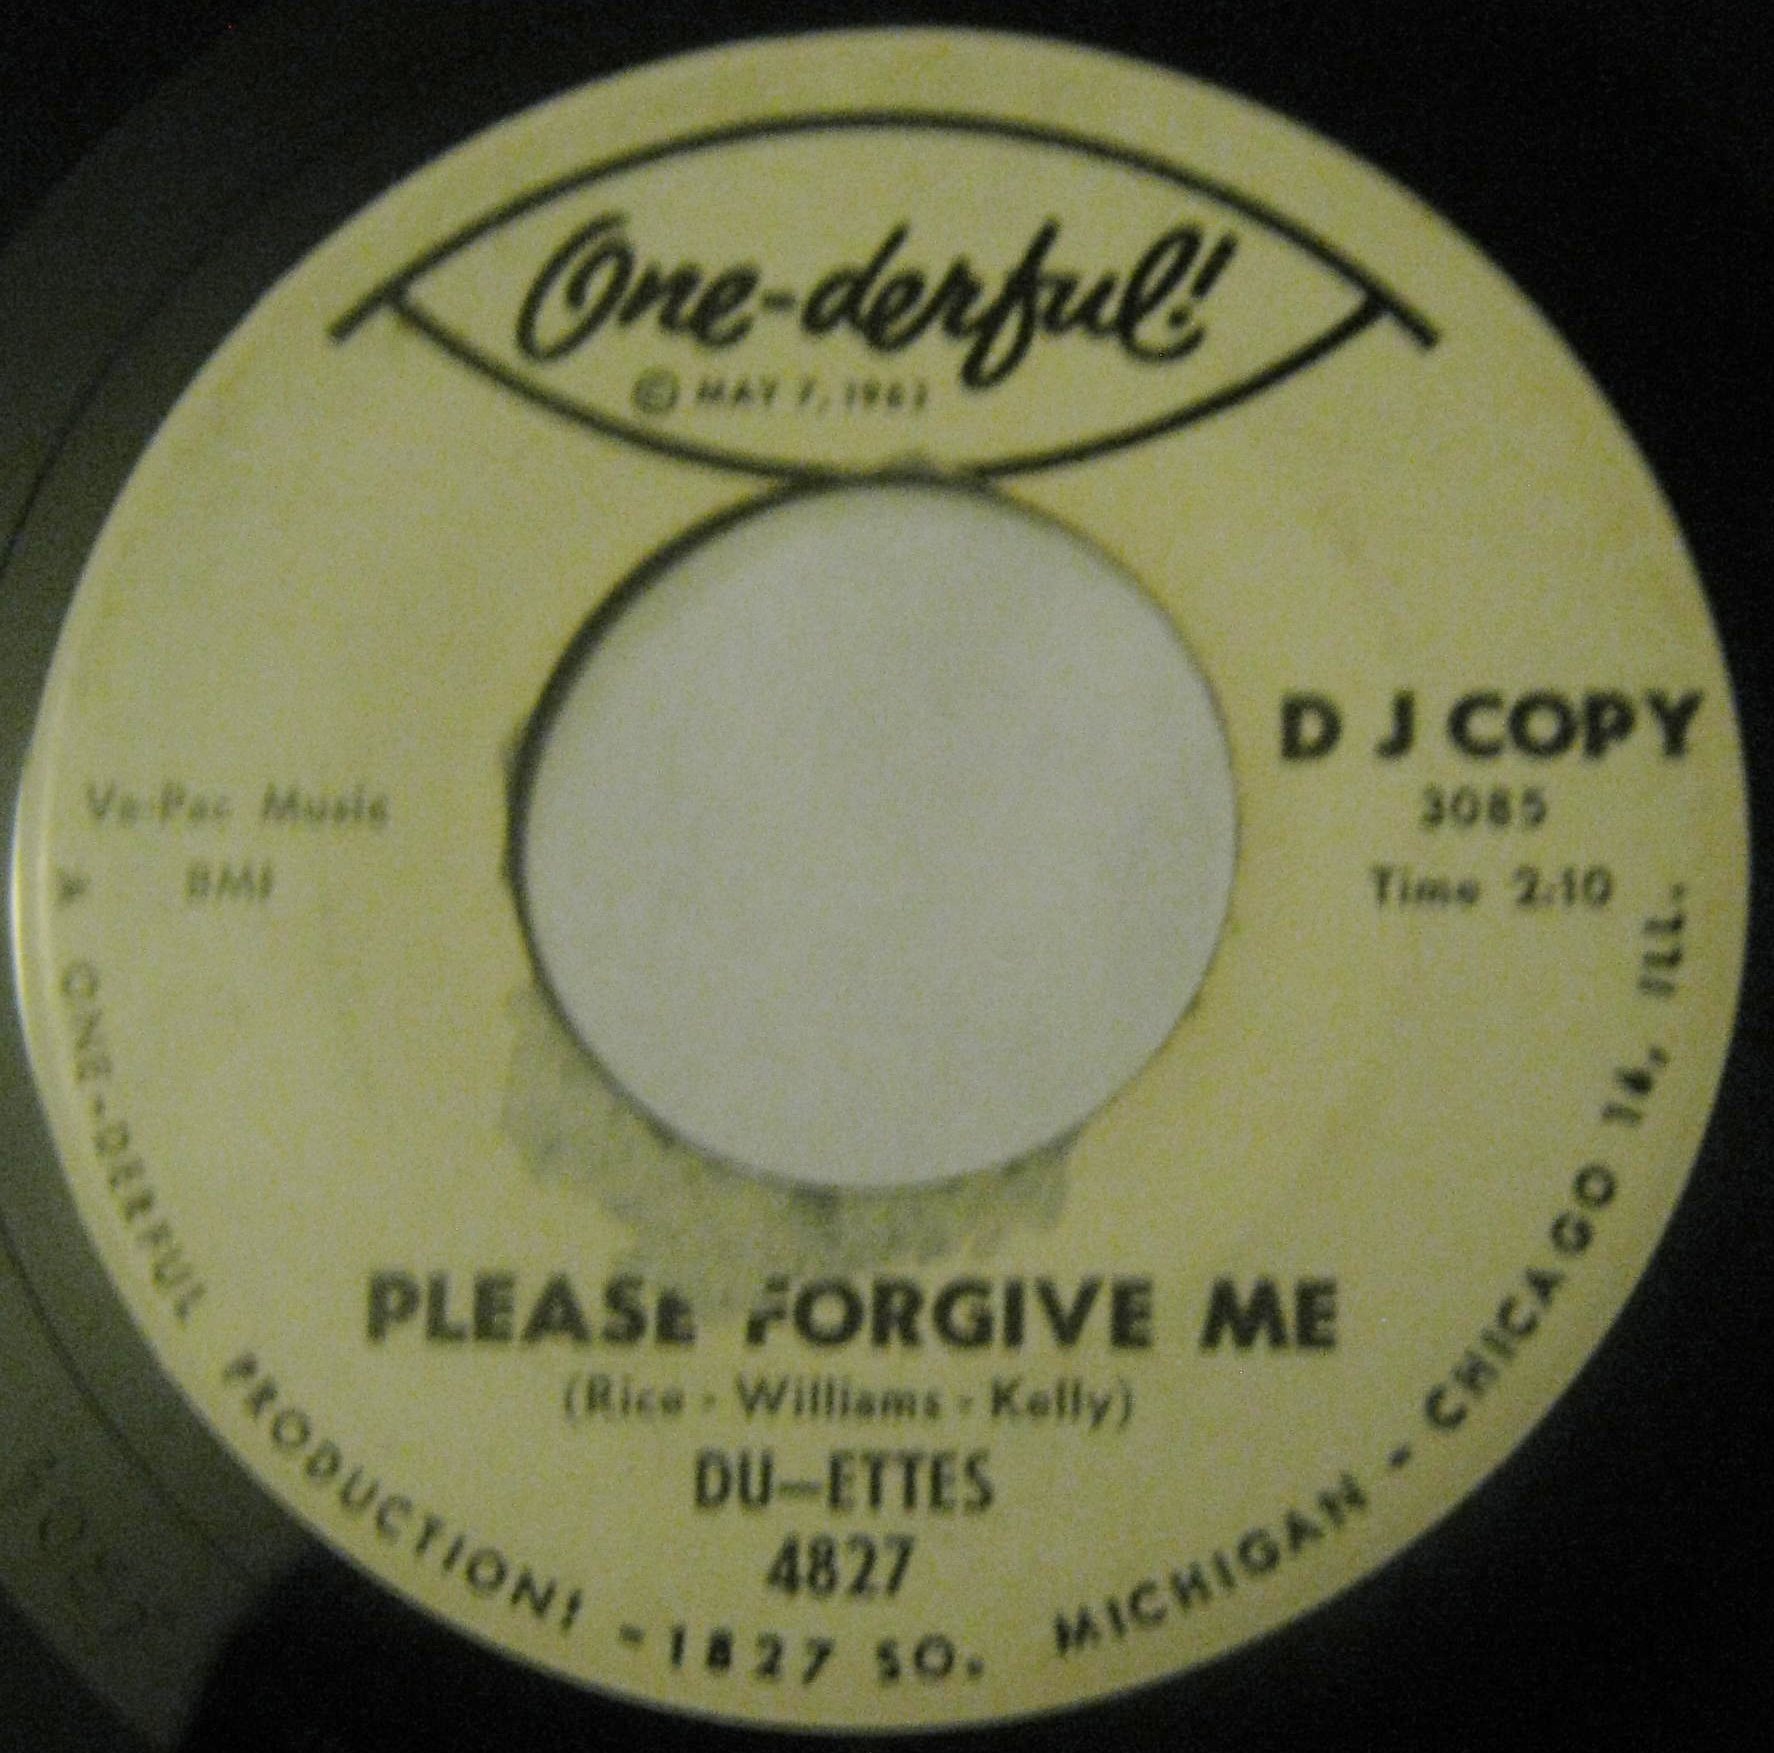 One-derful!
© MAY 7, 1962
D J COPY
3085
Time 2:10
Va-Pac Music
BMI
PLEASE FORGIVE ME
(Rice - Williams - Kelly)
DU-ETTES
4827
A ONE-DERFUL PRODUCTION! - 1827 SO. MICHIGAN - CHICAGO 16, ILL.